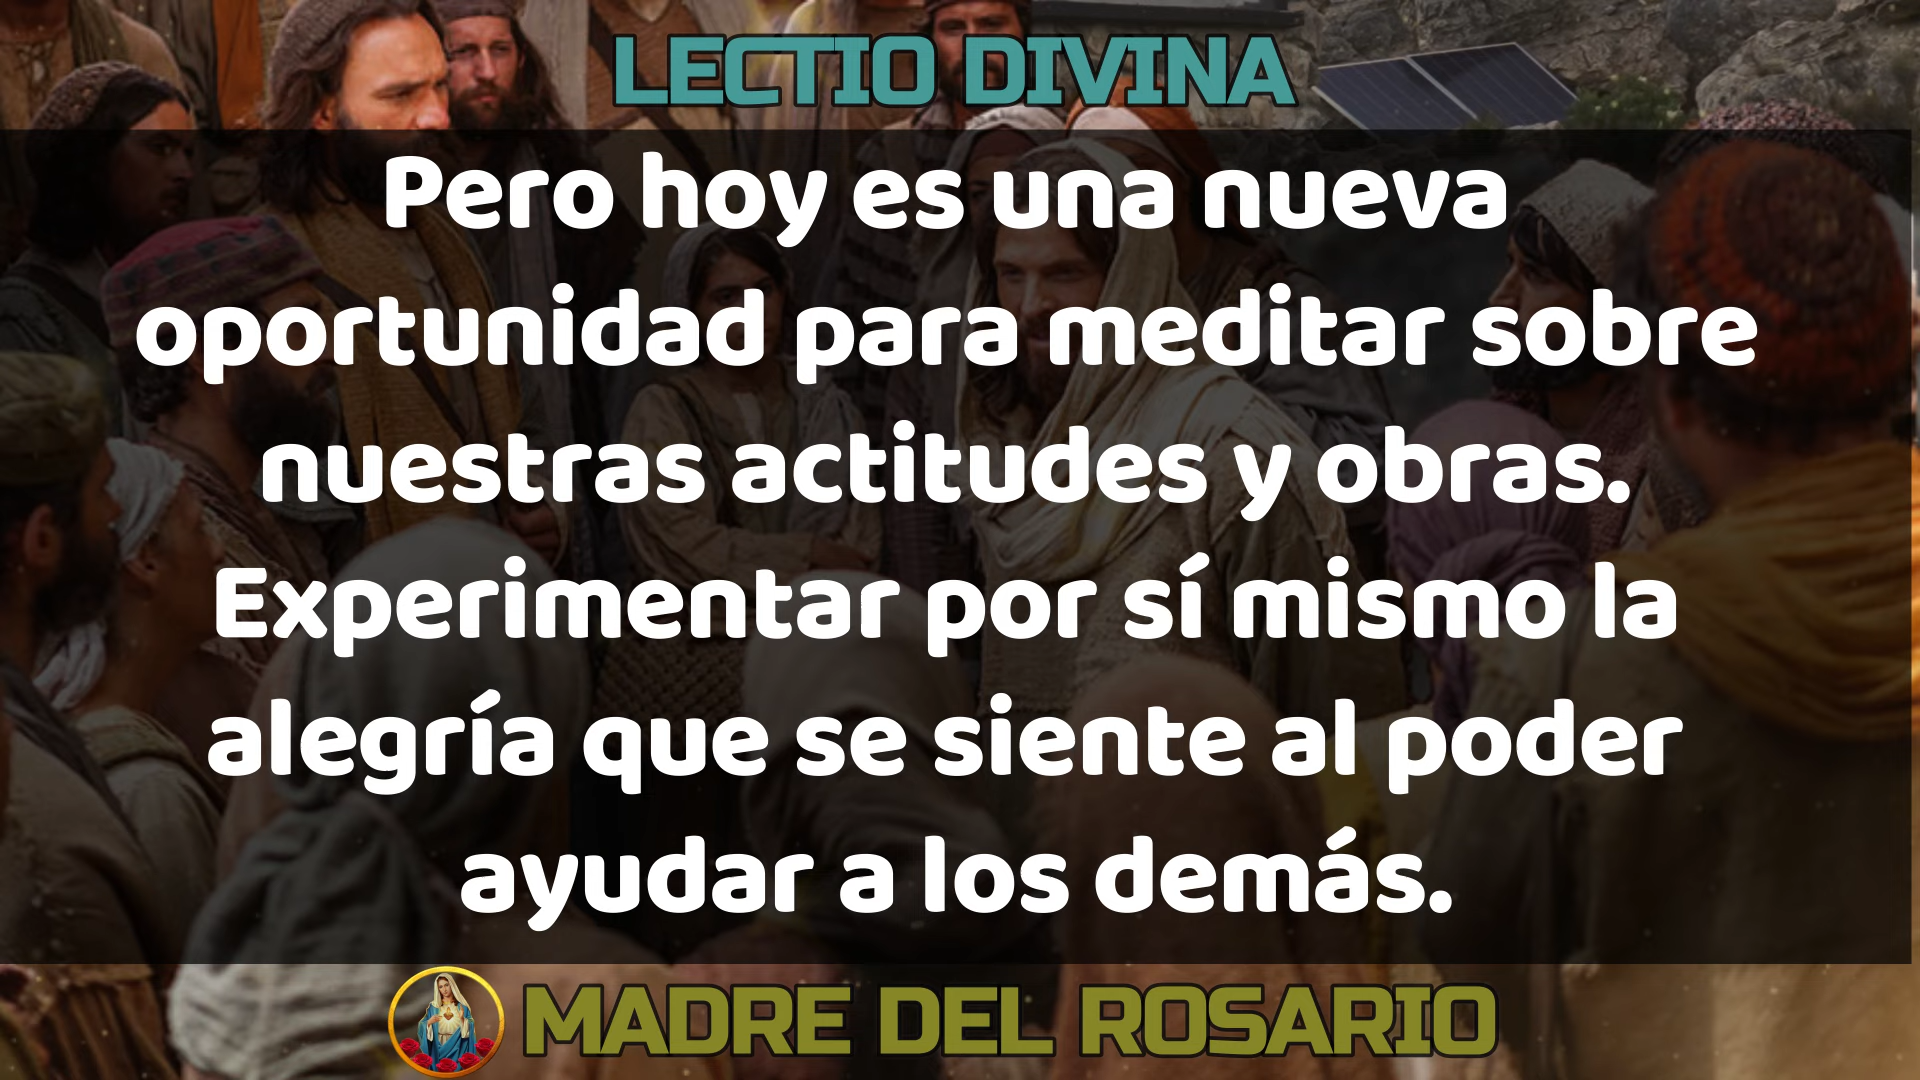 LECTIO DIVINA
Pero hoy es una nueva
oportunidad para meditar sobre
nuestras actitudes y obras.
Experimentar por sí mismo la
alegría que se siente al poder
ayudar a los demás.
MADRE DEL ROSARIO